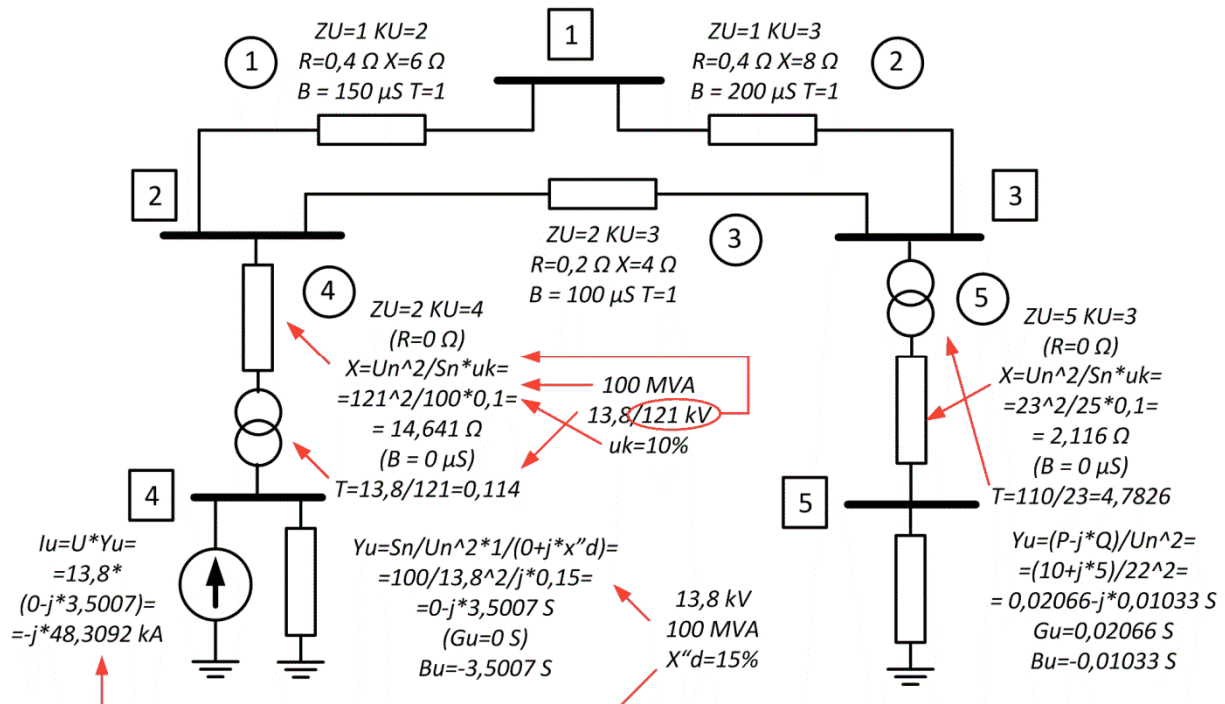 1
ZU=1 KU=2
R=0,4 Ω X=6 Ω
B = 150 µS T=1
1
ZU=1 KU=3
R=0,4 Ω X=8 Ω
B = 200 µS T=1
2
2
3
ZU=2 KU=3
R=0,2 Ω X=4 Ω
B = 100 µS T=1
3
4
ZU=2 KU=4
(R=0 Ω)
X=Un^2/Sn*uk=
=121^2/100*0,1=
= 14,641 Ω
(B = 0 µS)
T=13,8/121=0,114
100 MVA
13,8/121 kV
uk=10%
5
ZU=5 KU=3
(R=0 Ω)
X=Un^2/Sn*uk=
=23^2/25*0,1=
= 2,116 Ω
(B = 0 µS)
T=110/23=4,7826
4
5
Iu=U*Yu=
=13,8*
(0-j*3,5007)=
=-j*48,3092 kA
Yu=Sn/Un^2*1/(0+j*x”d)=
=100/13,8^2/j*0,15=
=0-j*3,5007 S
(Gu=0 S)
Bu=-3,5007 S
13,8 kV
100 MVA
X“d=15%
Yu=(P-j*Q)/Un^2=
=(10+j*5)/22^2=
= 0,02066-j*0,01033 S
Gu=0,02066 S
Bu=-0,01033 S